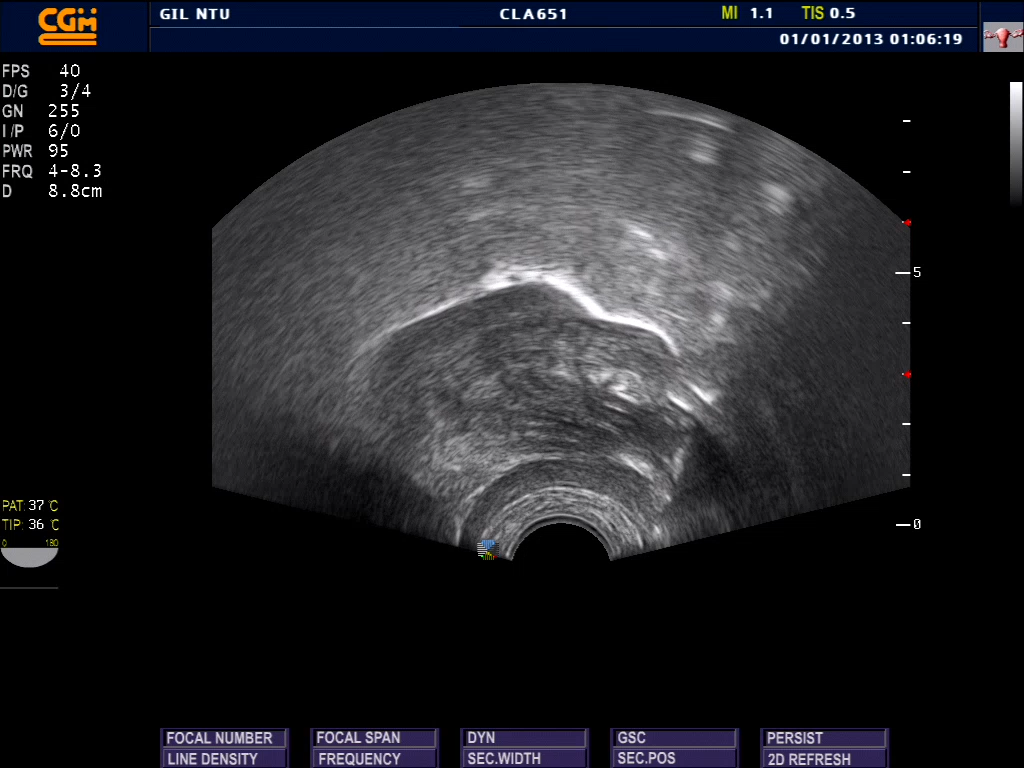 CGM
GIL NTU CLA651 MI 1.1 TIS 0.5
01/01/2013 01:06:19
FPS 40
D/G 3/4
GN 255
I/P 6/0
PWR 95
FRQ 4-8.3
D 8.8cm
5
PAT: 37 °C
TIP: 36 °C
0 180
0
FOCAL NUMBER FOCAL SPAN DYN GSC PERSIST
LINE DENSITY FREQUENCY SEC.WIDTH SEC.POS 2D REFRESH